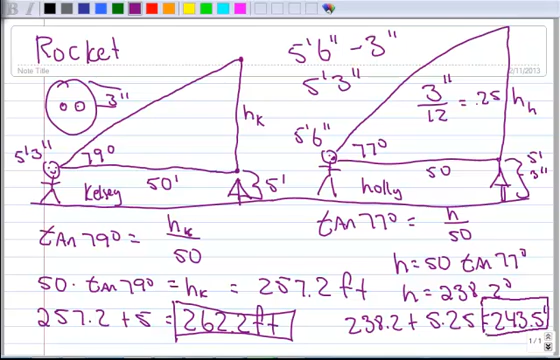 Rocket
Note Title
2/11/2013
3"
5'3"
79°
50'
hK
5'
Kelsey
tan 79° = hK/50
50 · tan 79° = hK = 257.2 ft
257.2 + 5 = 262.2 ft
5'6" - 3"
5'3"
3"/12 = .25
hh
5'6"
77°
50
5'
3"
holly
tan 77° = h/50
h = 50 tan 77°
h = 238.2°
238.2 + 5.25 = 243.5'
1 / 1